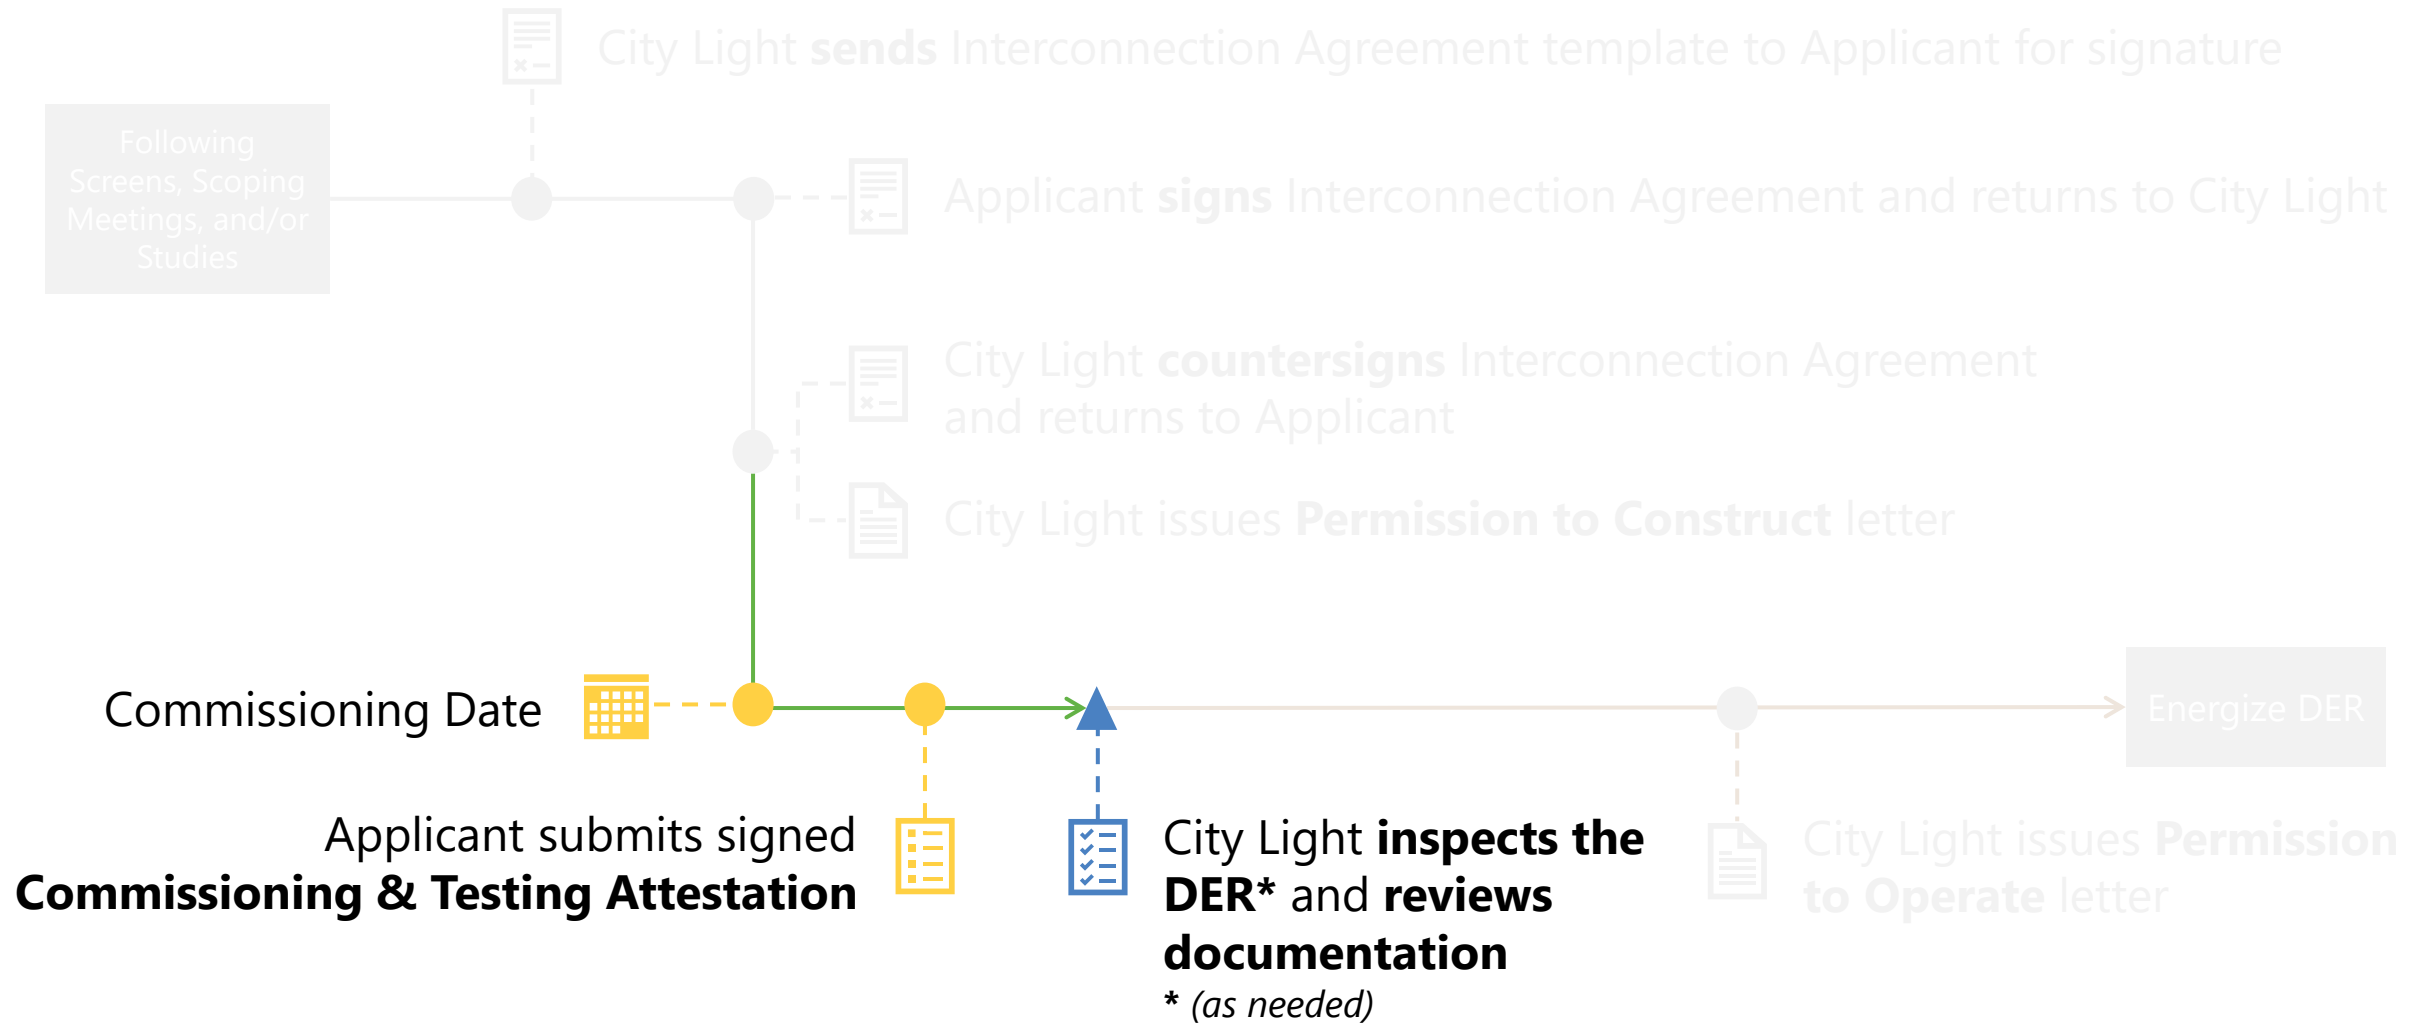 City Light sends Interconnection Agreement template to Applicant for signature
Following
Screens, Scoping
Meetings, and/or
Studies
Applicant signs Interconnection Agreement and returns to City Light
City Light countersigns Interconnection Agreement
and returns to Applicant
City Light issues Permission to Construct letter
Commissioning Date
Energize DER
Applicant submits signed
Commissioning & Testing Attestation
City Light inspects the
DER* and reviews
documentation
* (as needed)
City Light issues Permission
to Operate letter